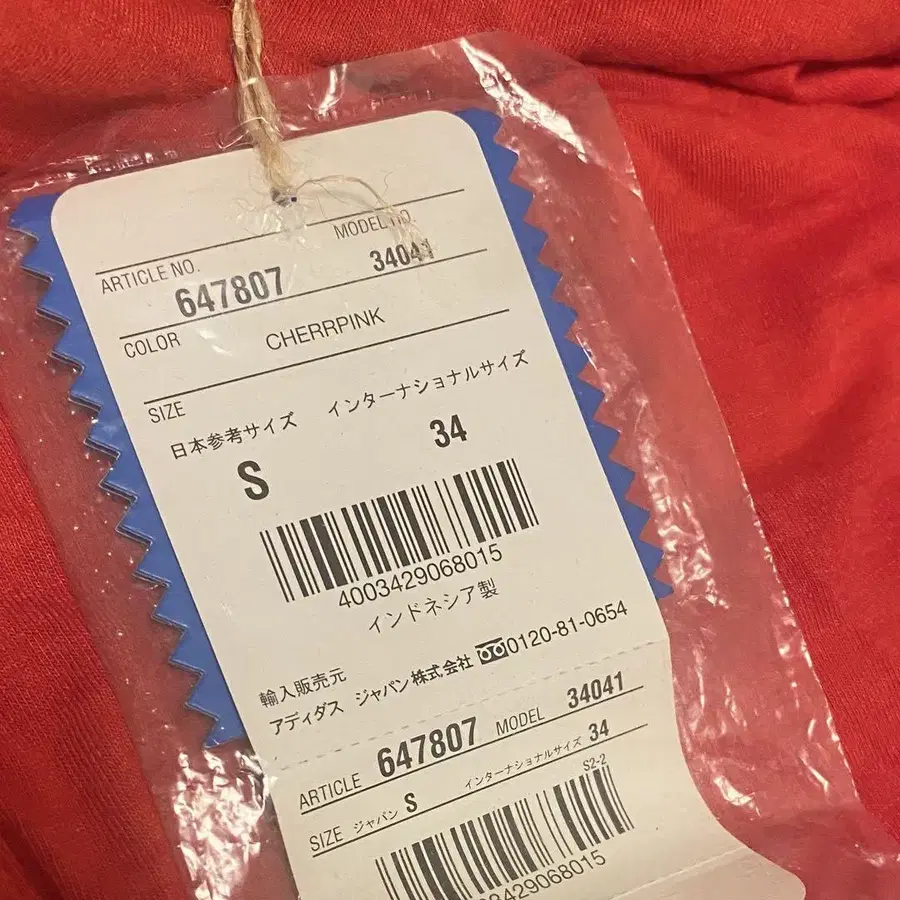 ARTICLE NO. MODEL NO.
647807 34041
COLOR CHERRPINK
SIZE
日本参考サイズ インターナショナルサイズ
S 34
4003429068015
インドネシア製
輸入販売元
アディダス ジャパン株式会社 0120-81-0654
ARTICLE 647807 MODEL 34041
SIZE ジャパン S インターナショナルサイズ 34
S2-2
3429068015